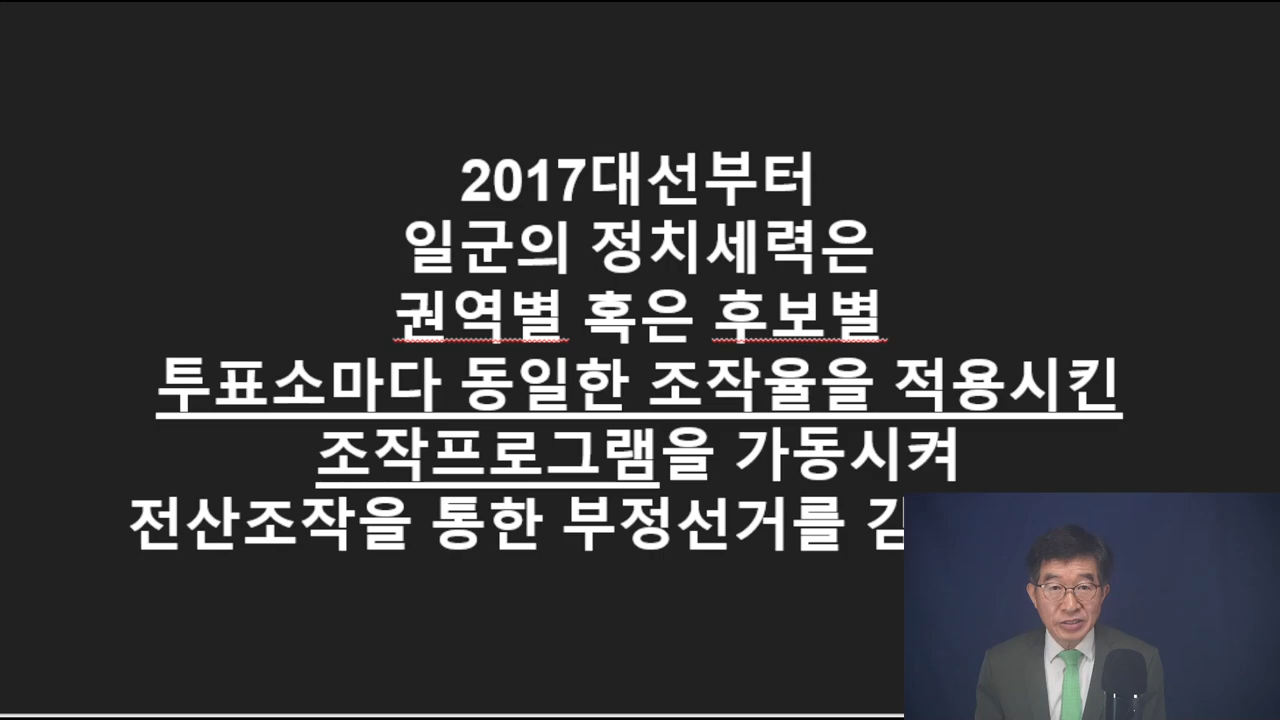 2017대선부터
일군의 정치세력은
권역별 혹은 후보별
투표소마다 동일한 조작율을 적용시킨
조작프로그램을 가동시켜
전산조작을 통한 부정선거를